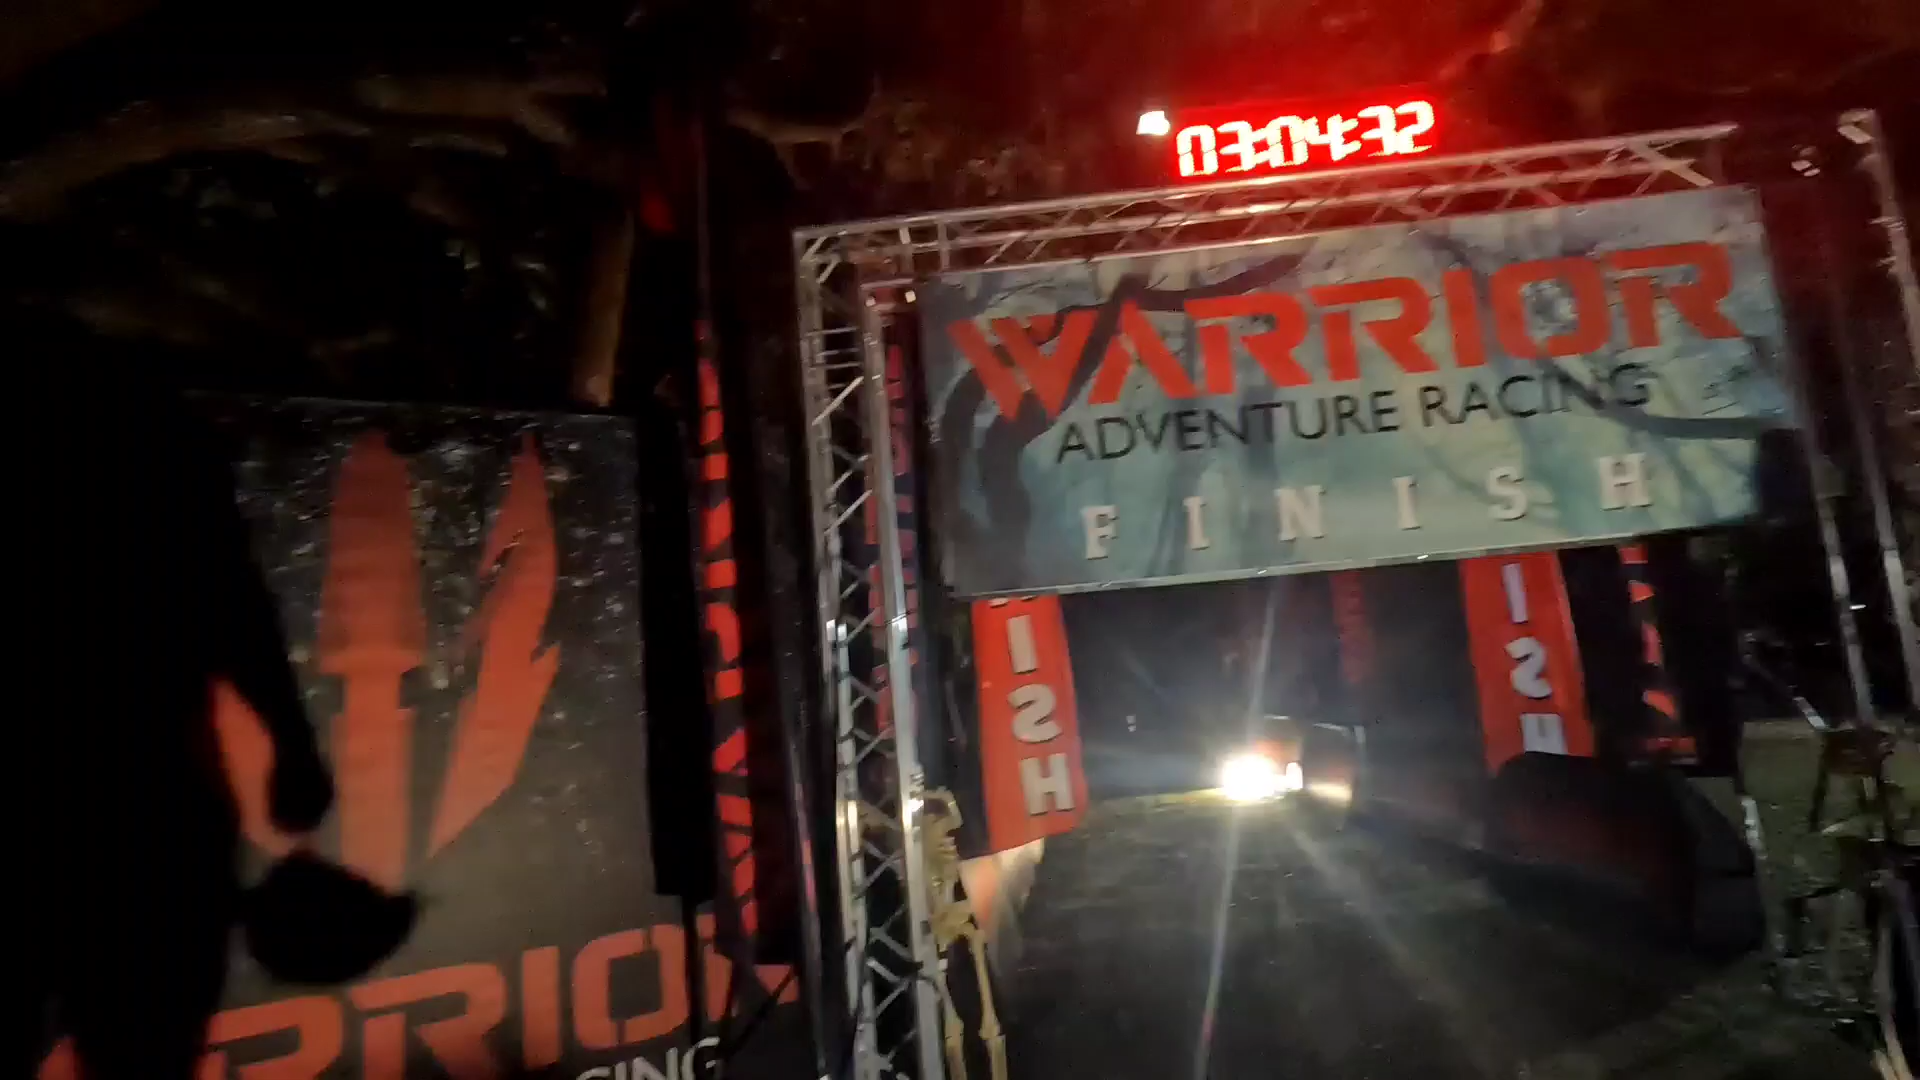 03:04:32
WARRIOR
ADVENTURE RACING
FINISH
ISH
ISH
RRIO
CING